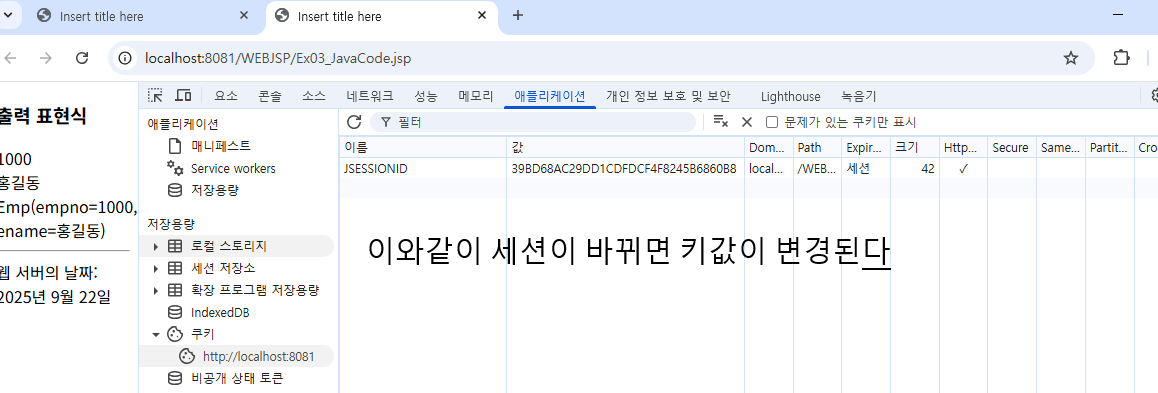 Insert title here
Insert title here
localhost:8081/WEBJSP/Ex03_JavaCode.jsp
출력 표현식
1000
홍길동
Emp(empno=1000,
ename=홍길동)
웹 서버의 날짜:
2025년 9월 22일
요소 콘솔 소스 네트워크 성능 메모리 애플리케이션 개인 정보 보호 및 보안 Lighthouse 녹음기
애플리케이션
매니페스트
Service workers
저장용량
저장용량
로컬 스토리지
세션 저장소
확장 프로그램 저장용량
IndexedDB
쿠키
http://localhost:8081
비공개 상태 토큰
필터 문제가 있는 쿠키만 표시
이름 값 Dom... Path Expir... 크기 Http... Secure Same... Partit... Cro
JSESSIONID 39BD68AC29DD1CDFDCF4F8245B6860B8 local... /WEB... 세션 42 ✓
이와같이 세션이 바뀌면 키값이 변경된다